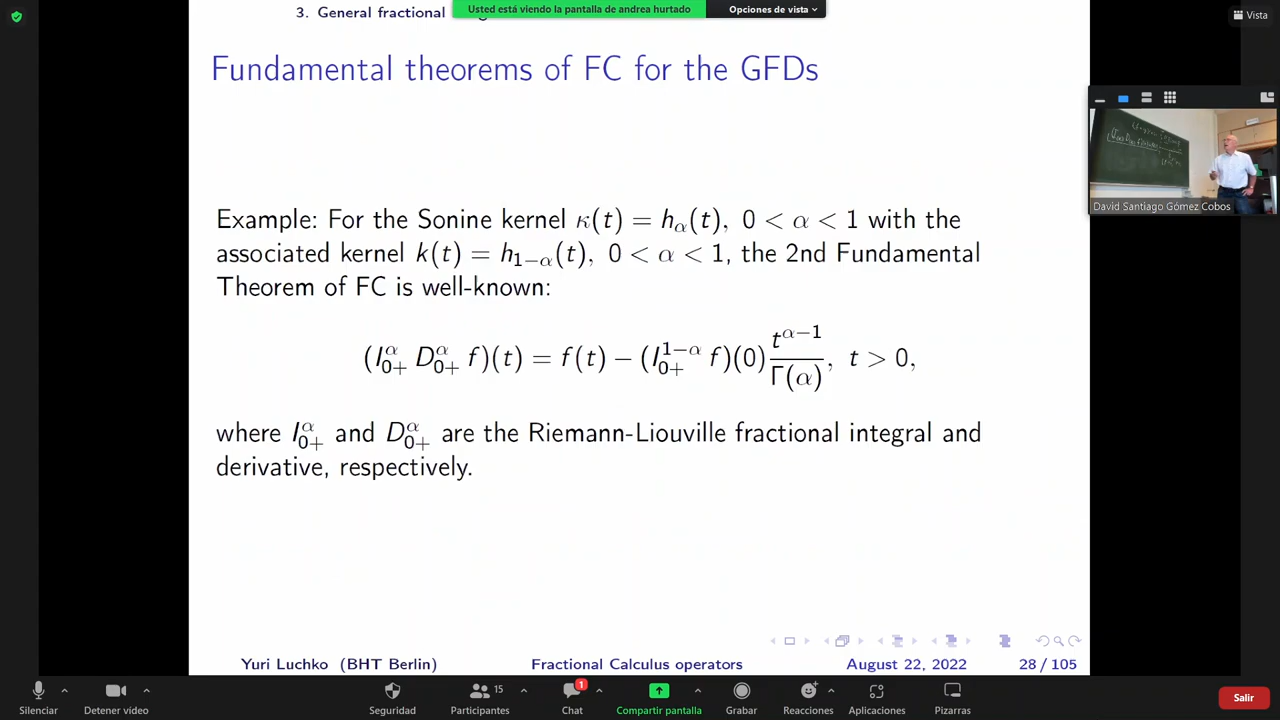 3. General fractional
Usted está viendo la pantalla de andrea hurtado
Opciones de vista
Vista
Fundamental theorems of FC for the GFDs
David Santiago Gómez Cobos
Example: For the Sonine kernel κ(t) = h_α(t), 0 < α < 1 with the
associated kernel k(t) = h_{1−α}(t), 0 < α < 1, the 2nd Fundamental
Theorem of FC is well-known:
(I^α_{0+} D^α_{0+} f)(t) = f(t) − (I^{1−α}_{0+} f)(0) t^{α−1}/Γ(α), t > 0,
where I^α_{0+} and D^α_{0+} are the Riemann-Liouville fractional integral and
derivative, respectively.
Yuri Luchko (BHT Berlin) Fractional Calculus operators August 22, 2022 28 / 105
15
1
Silenciar Detener video Seguridad Participantes Chat Compartir pantalla Grabar Reacciones Aplicaciones Pizarras Salir